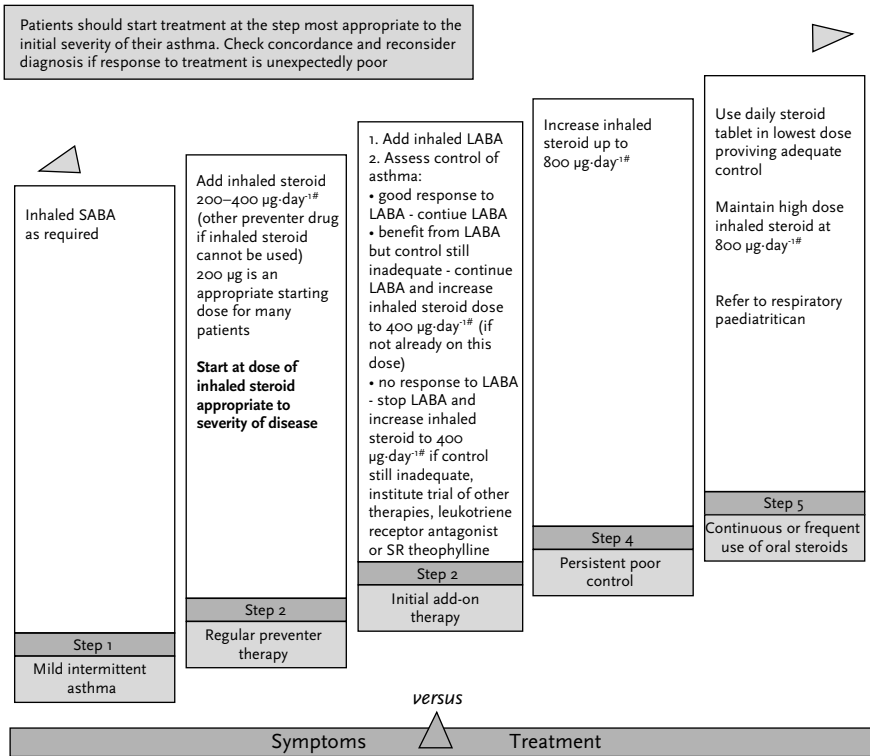 Patients should start treatment at the step most appropriate to the
initial severity of their asthma. Check concordance and reconsider
diagnosis if response to treatment is unexpectedly poor
Inhaled SABA
as required
Step 1
Mild intermittent
asthma
Add inhaled steroid
200–400 µg·day⁻¹#
(other preventer drug
if inhaled steroid
cannot be used)
200 µg is an
appropriate starting
dose for many
patients
Start at dose of
inhaled steroid
appropriate to
severity of disease
Step 2
Regular preventer
therapy
1. Add inhaled LABA
2. Assess control of
asthma:
• good response to
LABA - contiue LABA
• benefit from LABA
but control still
inadequate - continue
LABA and increase
inhaled steroid dose
to 400 µg·day⁻¹# (if
not already on this
dose)
• no response to LABA
- stop LABA and
increase inhaled
steroid to 400
µg·day⁻¹# if control
still inadequate,
institute trial of other
therapies, leukotriene
receptor antagonist
or SR theophylline
Step 2
Initial add-on
therapy
Increase inhaled
steroid up to
800 µg·day⁻¹#
Step 4
Persistent poor
control
Use daily steroid
tablet in lowest dose
proviving adequate
control
Maintain high dose
inhaled steroid at
800 µg·day⁻¹#
Refer to respiratory
paediatritican
Step 5
Continuous or frequent
use of oral steroids
versus
Symptoms Treatment